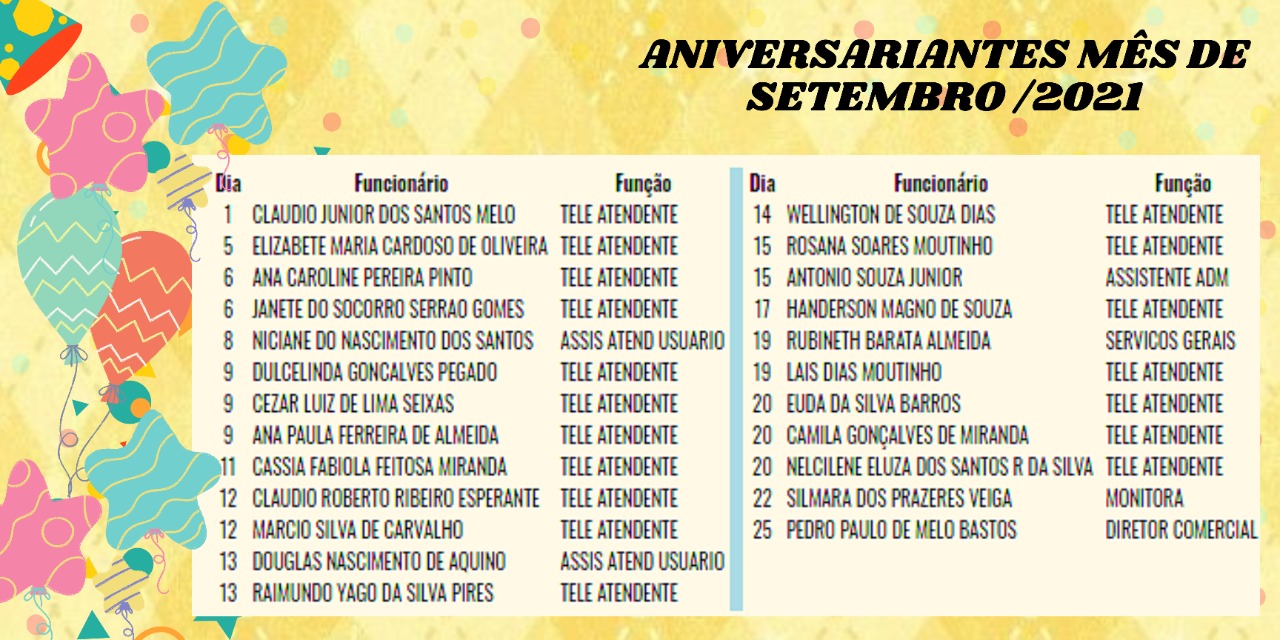 ANIVERSARIANTES MÊS DE
SETEMBRO /2021
Dia Funcionário Função
1 CLAUDIO JUNIOR DOS SANTOS MELO TELE ATENDENTE
5 ELIZABETE MARIA CARDOSO DE OLIVEIRA TELE ATENDENTE
6 ANA CAROLINE PEREIRA PINTO TELE ATENDENTE
6 JANETE DO SOCORRO SERRAO GOMES TELE ATENDENTE
8 NICIANE DO NASCIMENTO DOS SANTOS ASSIS ATEND USUARIO
9 DULCELINDA GONCALVES PEGADO TELE ATENDENTE
9 CEZAR LUIZ DE LIMA SEIXAS TELE ATENDENTE
9 ANA PAULA FERREIRA DE ALMEIDA TELE ATENDENTE
11 CASSIA FABIOLA FEITOSA MIRANDA TELE ATENDENTE
12 CLAUDIO ROBERTO RIBEIRO ESPERANTE TELE ATENDENTE
12 MARCIO SILVA DE CARVALHO TELE ATENDENTE
13 DOUGLAS NASCIMENTO DE AQUINO ASSIS ATEND USUARIO
13 RAIMUNDO YAGO DA SILVA PIRES TELE ATENDENTE
Dia Funcionário Função
14 WELLINGTON DE SOUZA DIAS TELE ATENDENTE
15 ROSANA SOARES MOUTINHO TELE ATENDENTE
15 ANTONIO SOUZA JUNIOR ASSISTENTE ADM
17 HANDERSON MAGNO DE SOUZA TELE ATENDENTE
19 RUBINETH BARATA ALMEIDA SERVICOS GERAIS
19 LAIS DIAS MOUTINHO TELE ATENDENTE
20 EUDA DA SILVA BARROS TELE ATENDENTE
20 CAMILA GONÇALVES DE MIRANDA TELE ATENDENTE
20 NELCILENE ELUZA DOS SANTOS R DA SILVA TELE ATENDENTE
22 SILMARA DOS PRAZERES VEIGA MONITORA
25 PEDRO PAULO DE MELO BASTOS DIRETOR COMERCIAL